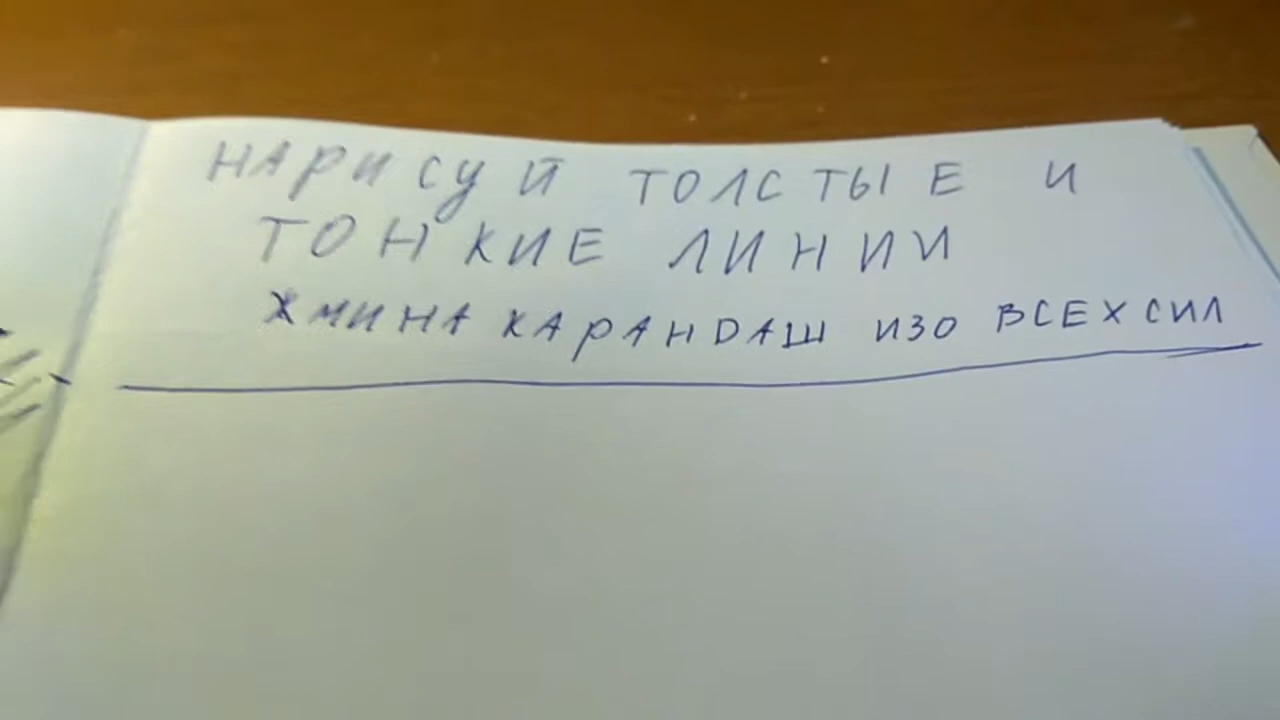 НАРИСУЙ ТОЛСТЫЕ И
ТОНКИЕ ЛИНИИ
ЖМИ НА КАРАНДАШ ИЗО ВСЕХ СИЛ